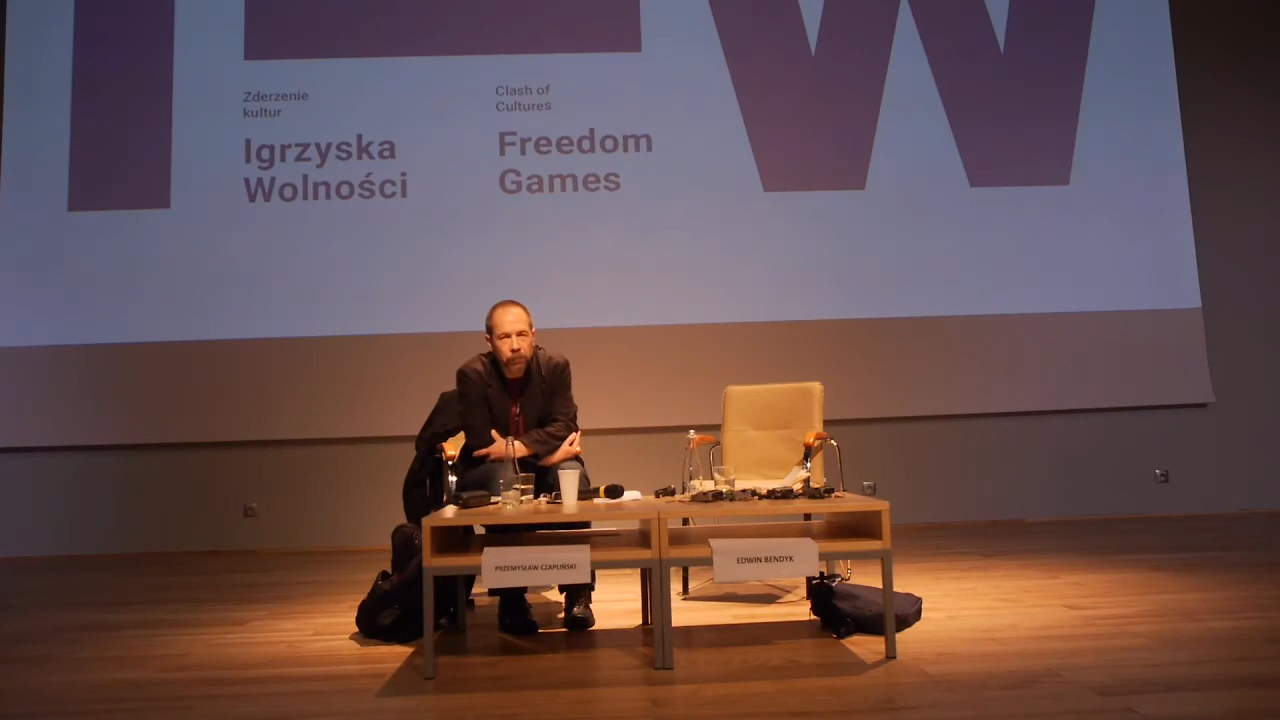 Zderzenie
kultur
Igrzyska
Wolności
Clash of
Cultures
Freedom
Games
W
PRZEMYSŁAW CZAPLIŃSKI
EDWIN BENDYK